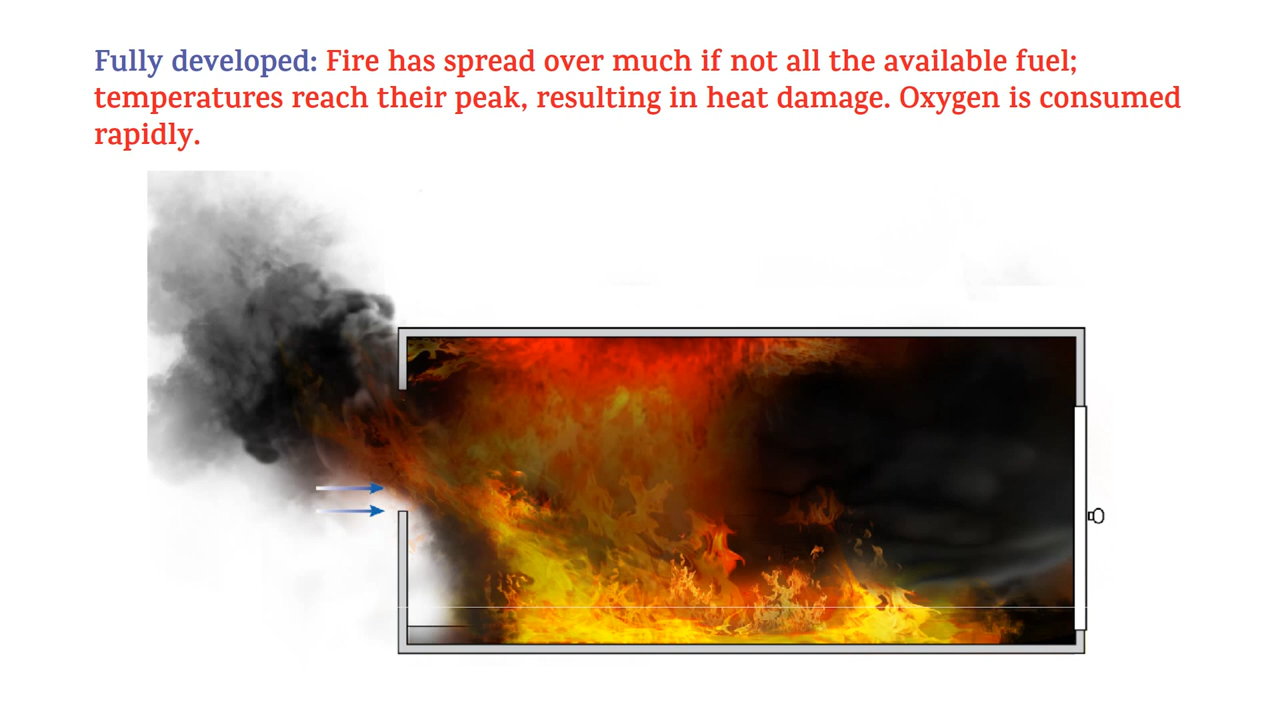 Fully developed: Fire has spread over much if not all the available fuel;
temperatures reach their peak, resulting in heat damage. Oxygen is consumed
rapidly.